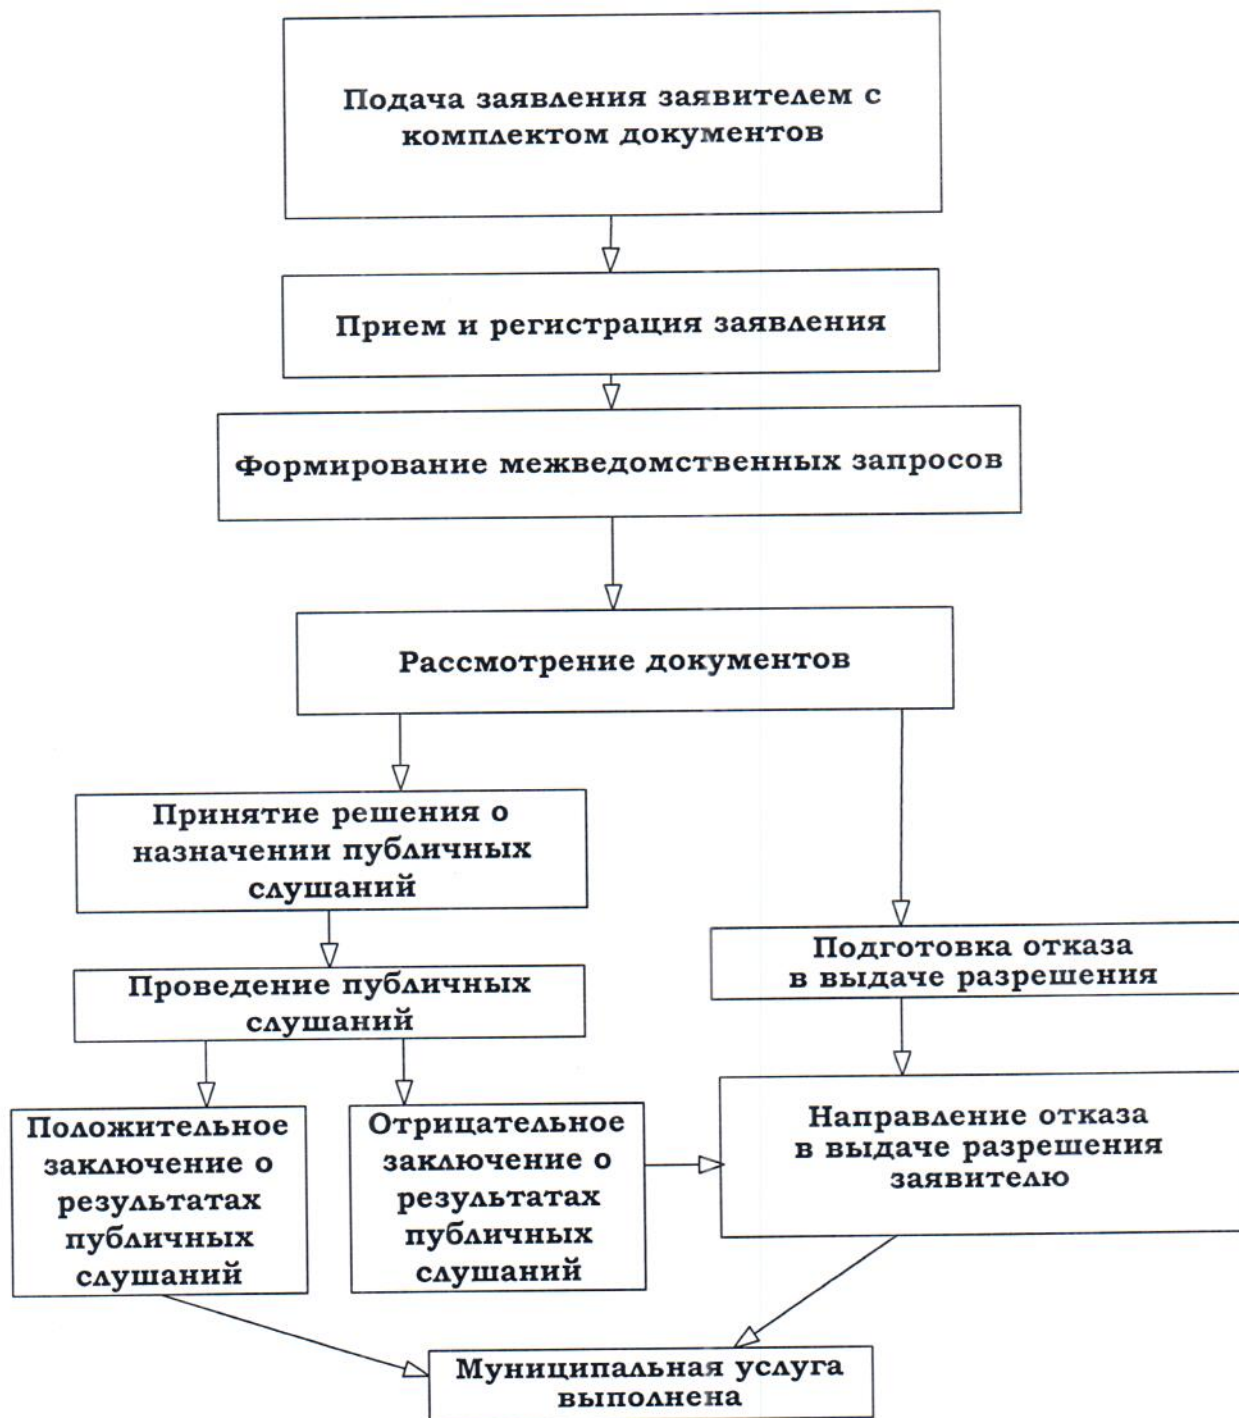 Подача заявления заявителем с
комплектом документов
Прием и регистрация заявления
Формирование межведомственных запросов
Рассмотрение документов
Принятие решения о
назначении публичных
слушаний
Проведение публичных
слушаний
Подготовка отказа
в выдаче разрешения
Положительное
заключение о
результатах
публичных
слушаний
Отрицательное
заключение о
результатах
публичных
слушаний
Направление отказа
в выдаче разрешения
заявителю
Муниципальная услуга
выполнена